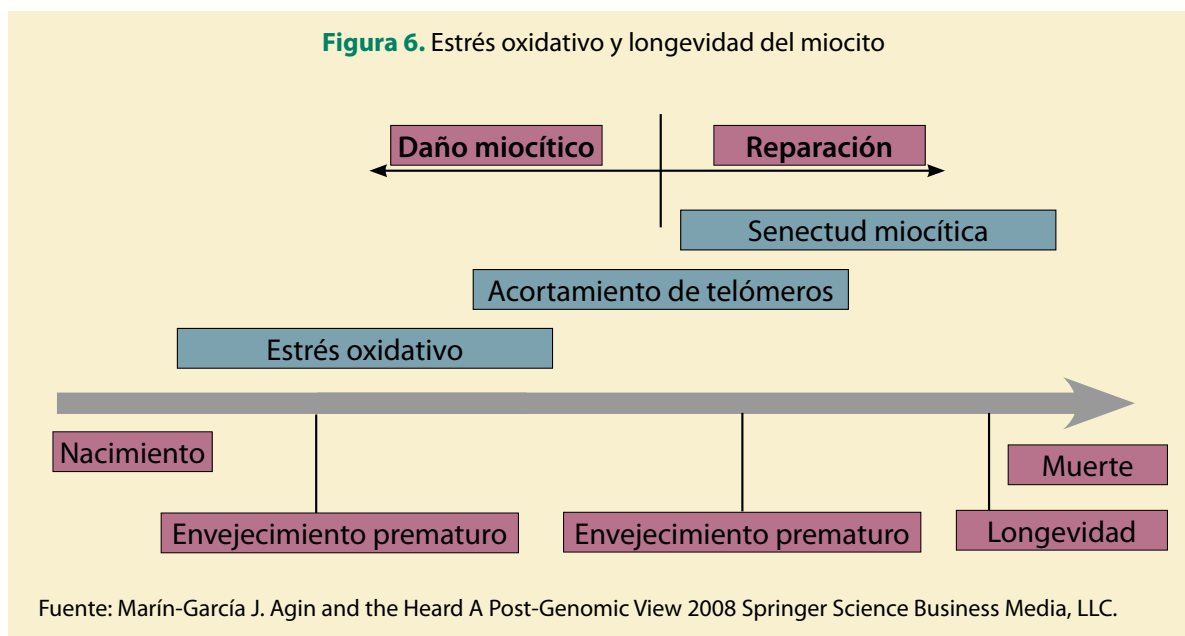 Figura 6. Estrés oxidativo y longevidad del miocito
Daño miocítico
Reparación
Senectud miocítica
Acortamiento de telómeros
Estrés oxidativo
Nacimiento
Muerte
Envejecimiento prematuro
Envejecimiento prematuro
Longevidad
Fuente: Marín-García J. Agin and the Heard A Post-Genomic View 2008 Springer Science Business Media, LLC.